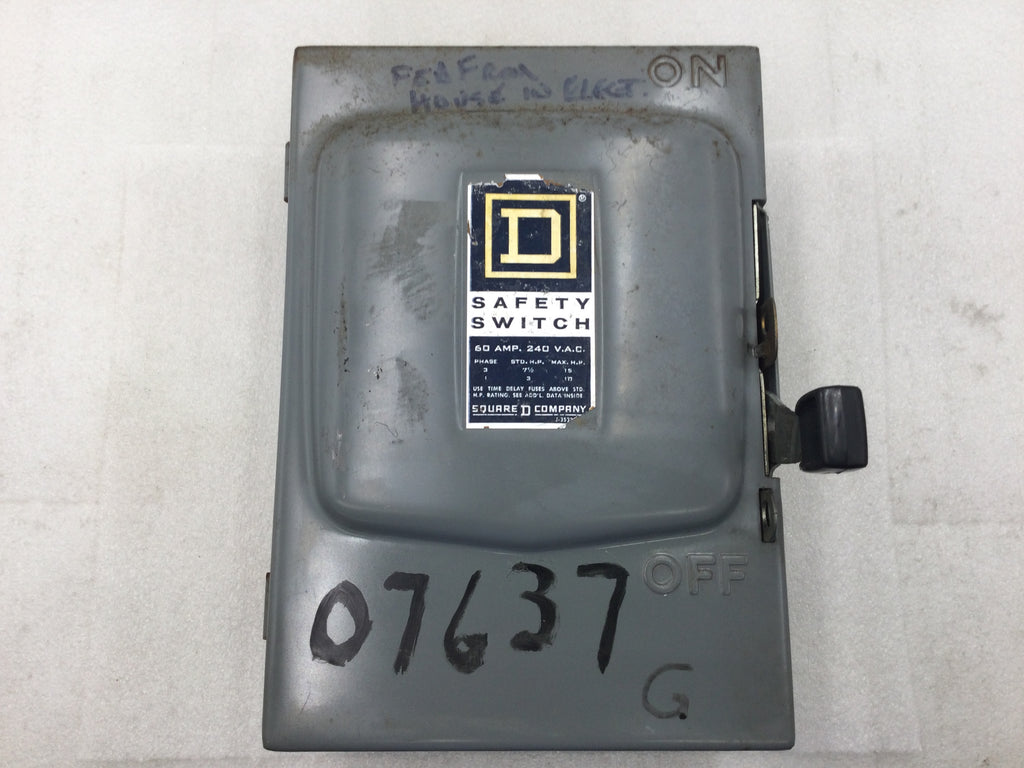 FED FROM
HOUSE IN ELECT.
ON
D
®
SAFETY
SWITCH
60 AMP. 240 V.A.C.
PHASE STD. H.P. MAX. H.P.
3 7½ 15
1 3 10
USE TIME DELAY FUSES ABOVE STD.
H.P. RATING. SEE ADD'L. DATA INSIDE
SQUARE D COMPANY
OFF
07637
G